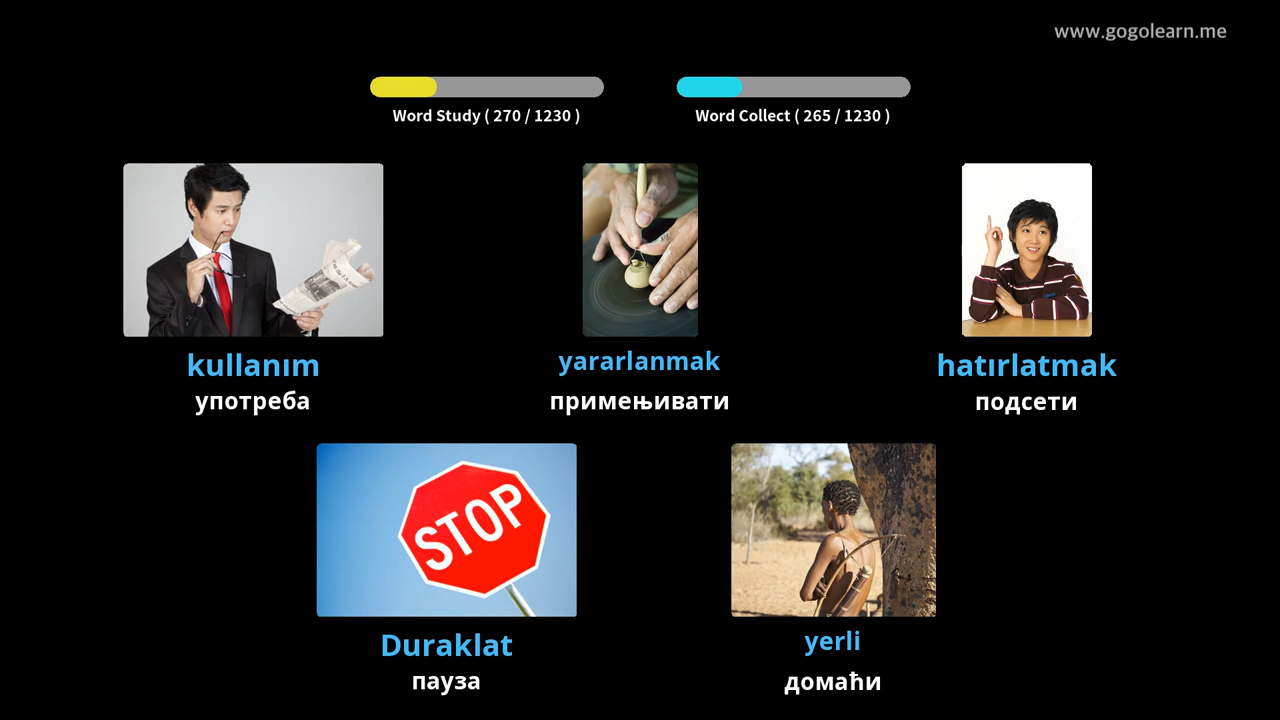 www.gogolearn.me
Word Study ( 270 / 1230 )
Word Collect ( 265 / 1230 )
kullanım
употреба
yararlanmak
примењивати
hatırlatmak
подсети
STOP
Duraklat
пауза
yerli
домаћи